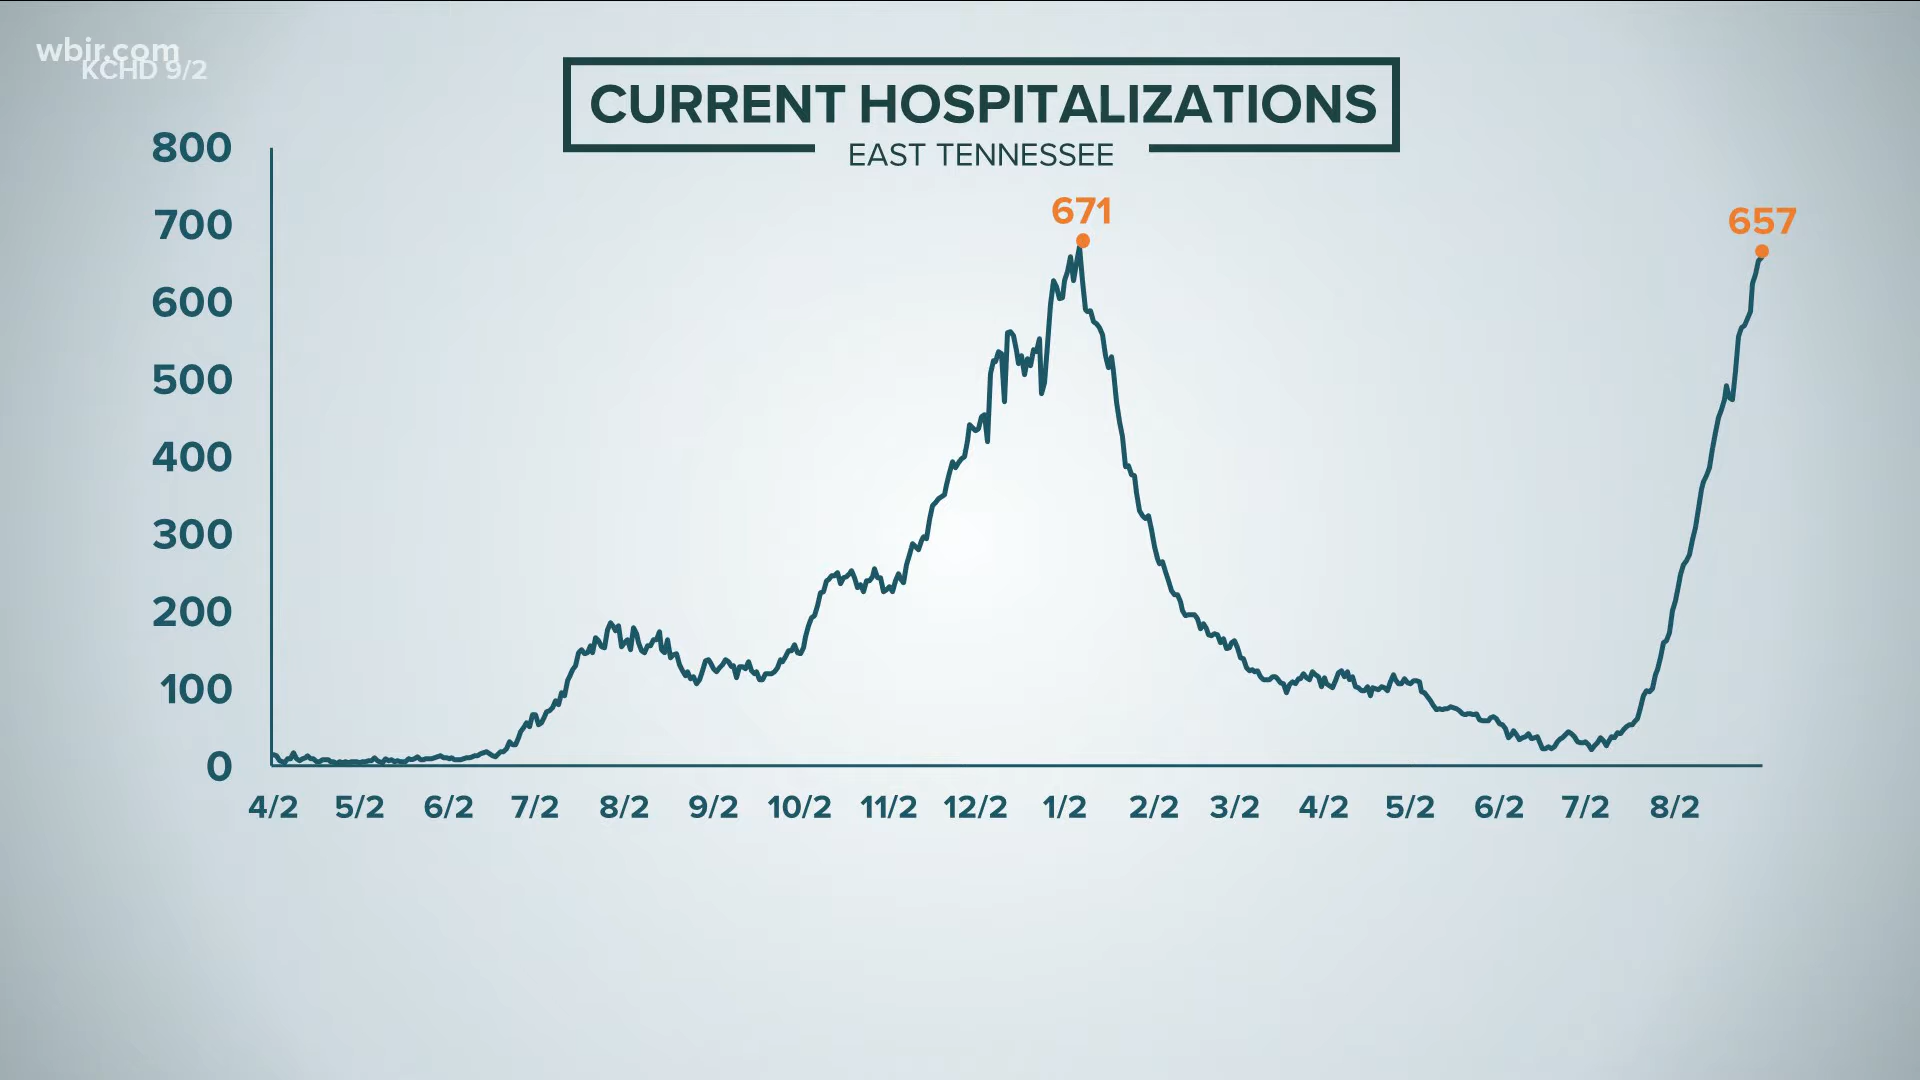 wbir.com
KCHD 9/2
CURRENT HOSPITALIZATIONS
EAST TENNESSEE
800
700
600
500
400
300
200
100
0
671
657
4/2 5/2 6/2 7/2 8/2 9/2 10/2 11/2 12/2 1/2 2/2 3/2 4/2 5/2 6/2 7/2 8/2